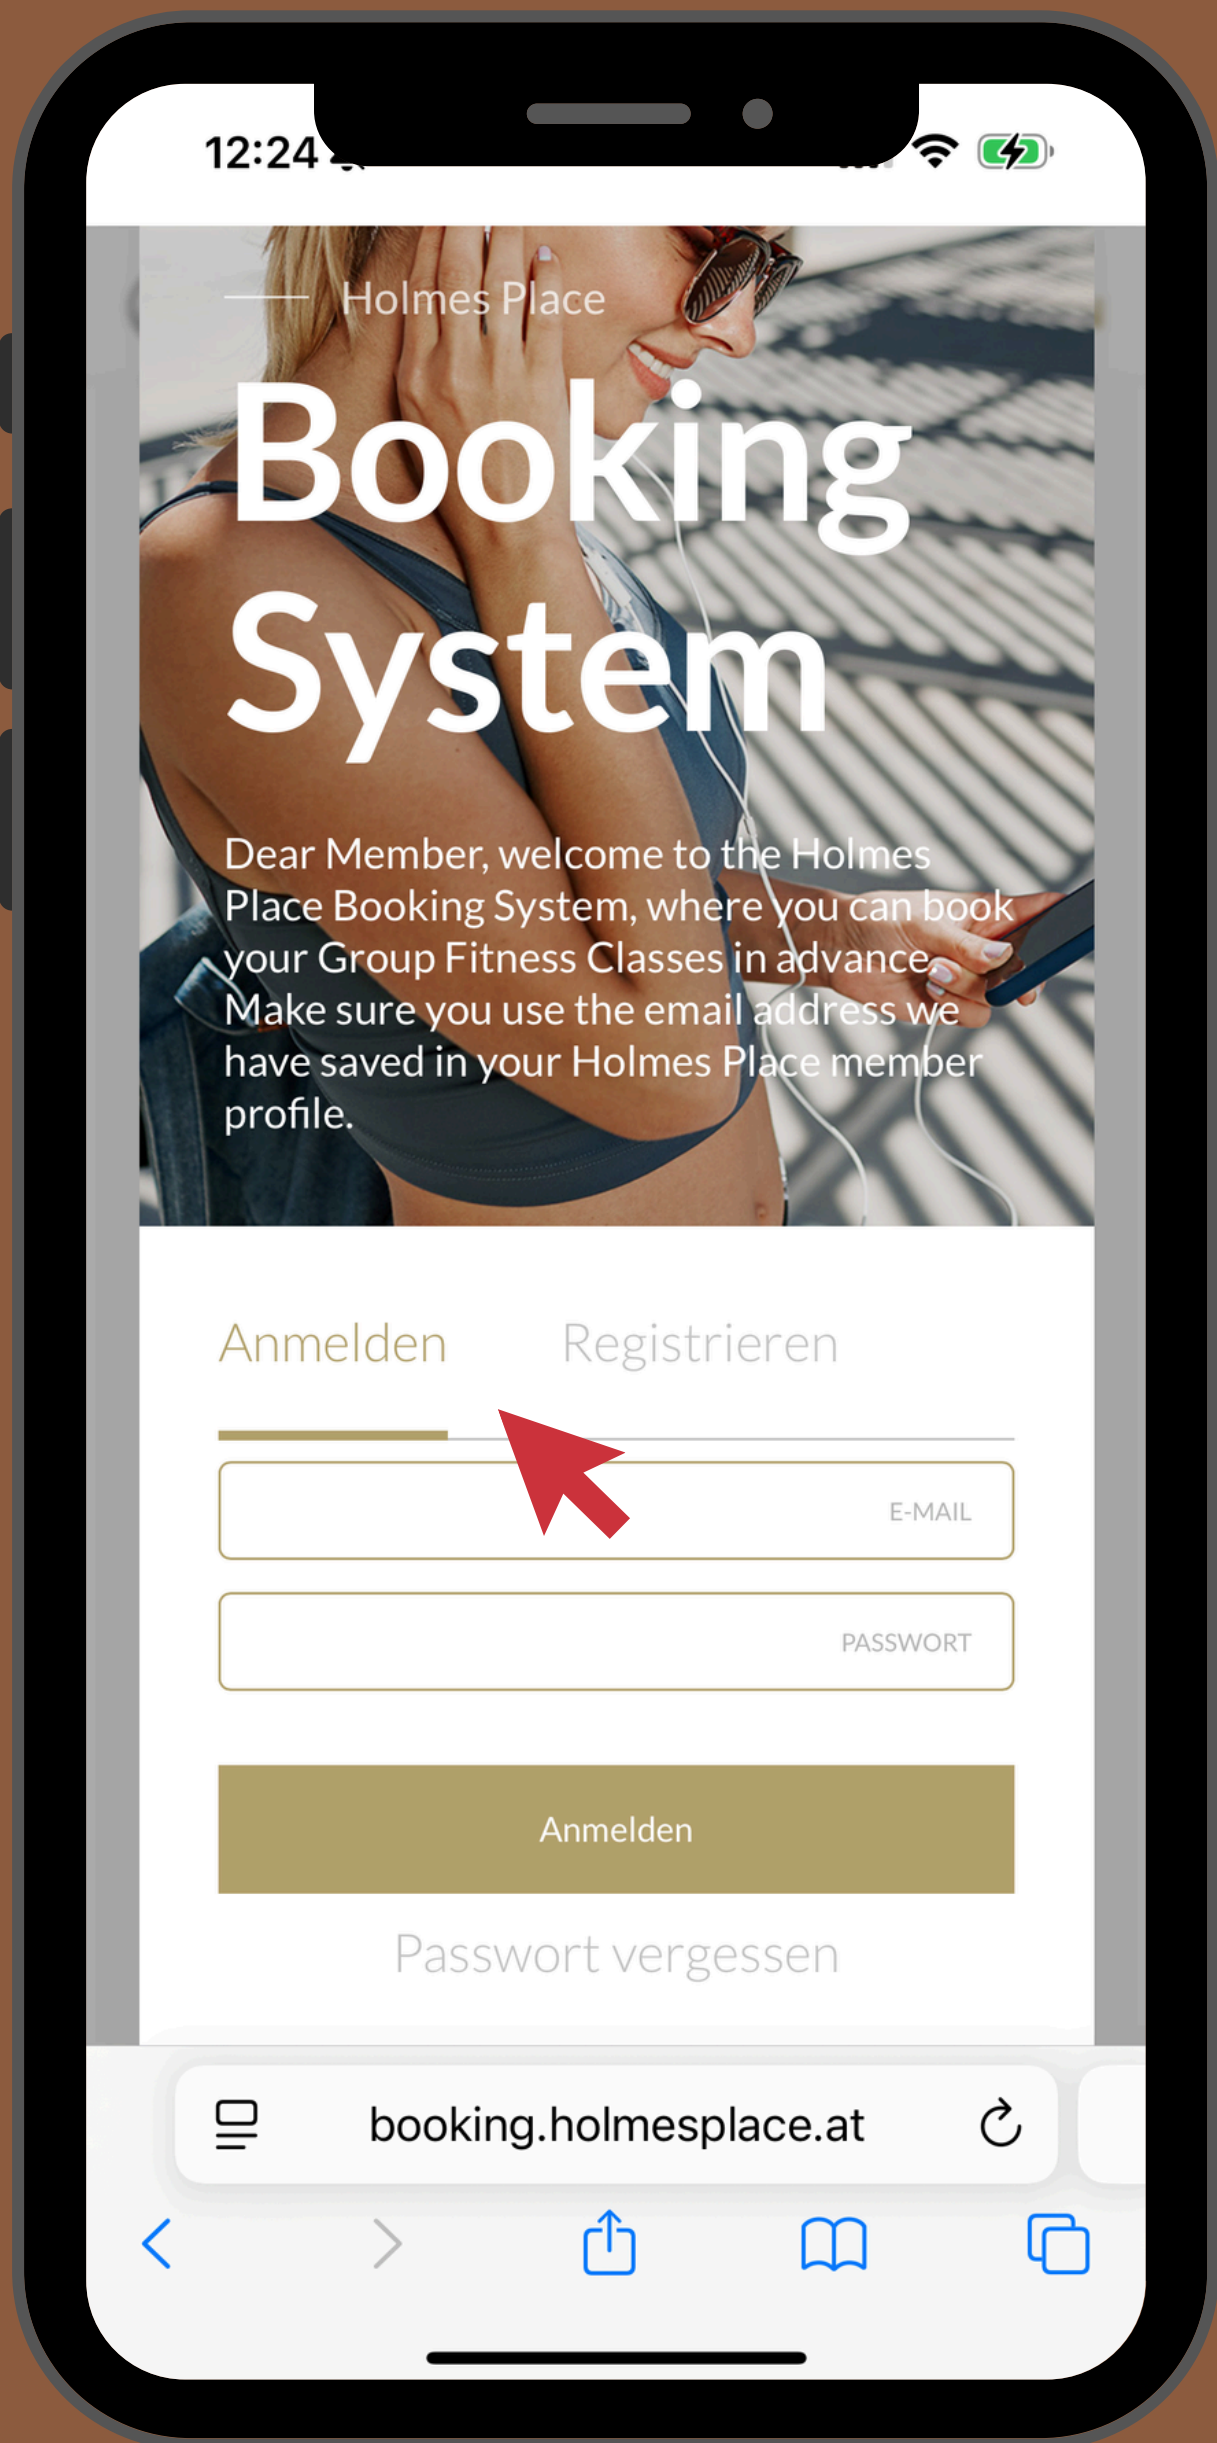 12:24
Holmes Place
Booking
System
Dear Member, welcome to the Holmes
Place Booking System, where you can book
your Group Fitness Classes in advance.
Make sure you use the email address we
have saved in your Holmes Place member
profile.
Anmelden Registrieren
E-MAIL
PASSWORT
Anmelden
Passwort vergessen
booking.holmesplace.at